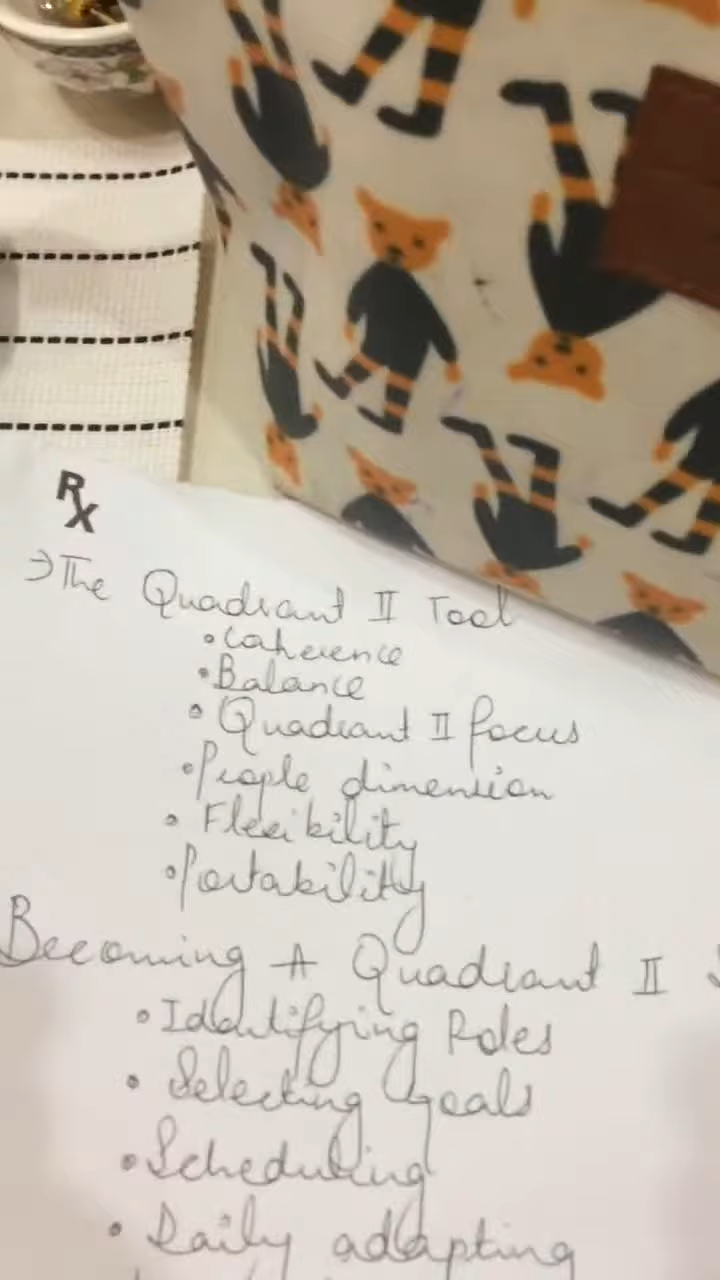 Rx
→The Quadrant II Tool
•Coherence
•Balance
•Quadrant II focus
•People dimension
•Flexibility
•Portability
Becoming A Quadrant II
•Identifying Roles
•Selecting goals
•Scheduling
•Daily adapting